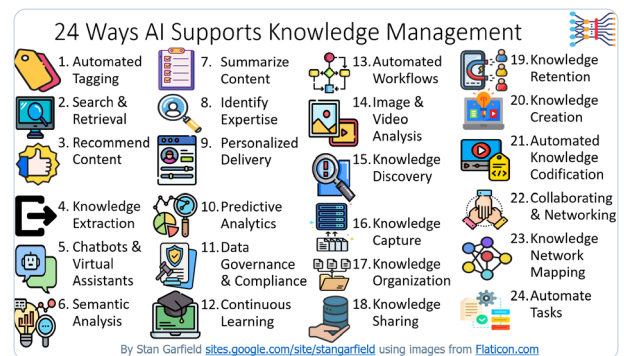 24 Ways AI Supports Knowledge Management
1. Automated
Tagging
2. Search &
Retrieval
3. Recommend
Content
4. Knowledge
Extraction
5. Chatbots &
Virtual
Assistants
6. Semantic
Analysis
7. Summarize
Content
8. Identify
Expertise
9. Personalized
Delivery
10. Predictive
Analytics
11. Data
Governance
& Compliance
12. Continuous
Learning
13. Automated
Workflows
14. Image &
Video
Analysis
15. Knowledge
Discovery
16. Knowledge
Capture
17. Knowledge
Organization
18. Knowledge
Sharing
19. Knowledge
Retention
20. Knowledge
Creation
21. Automated
Knowledge
Codification
22. Collaborating
& Networking
23. Knowledge
Network
Mapping
24. Automate
Tasks
By Stan Garfield sites.google.com/site/stangarfield using images from Flaticon.com